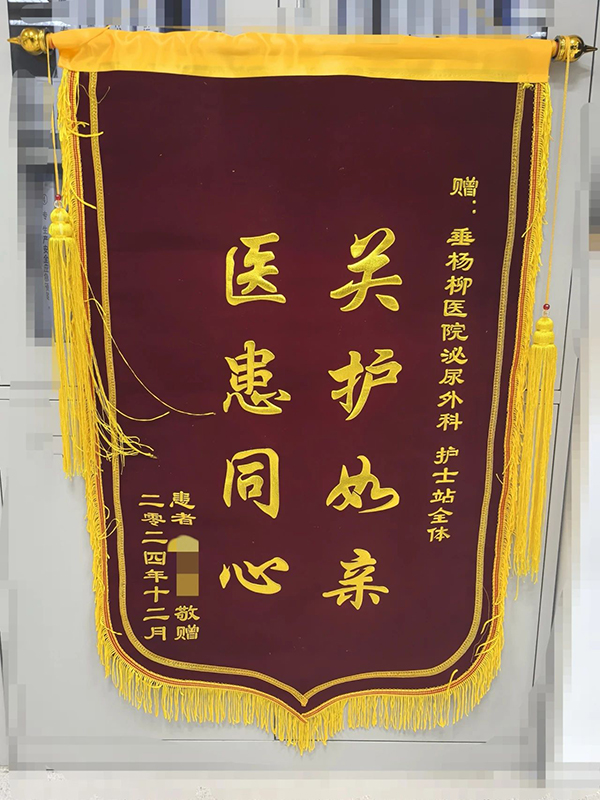 赠：垂杨柳医院泌尿外科 护士站全体
关护如亲
医患同心
患者 敬赠
二零二四年十二月